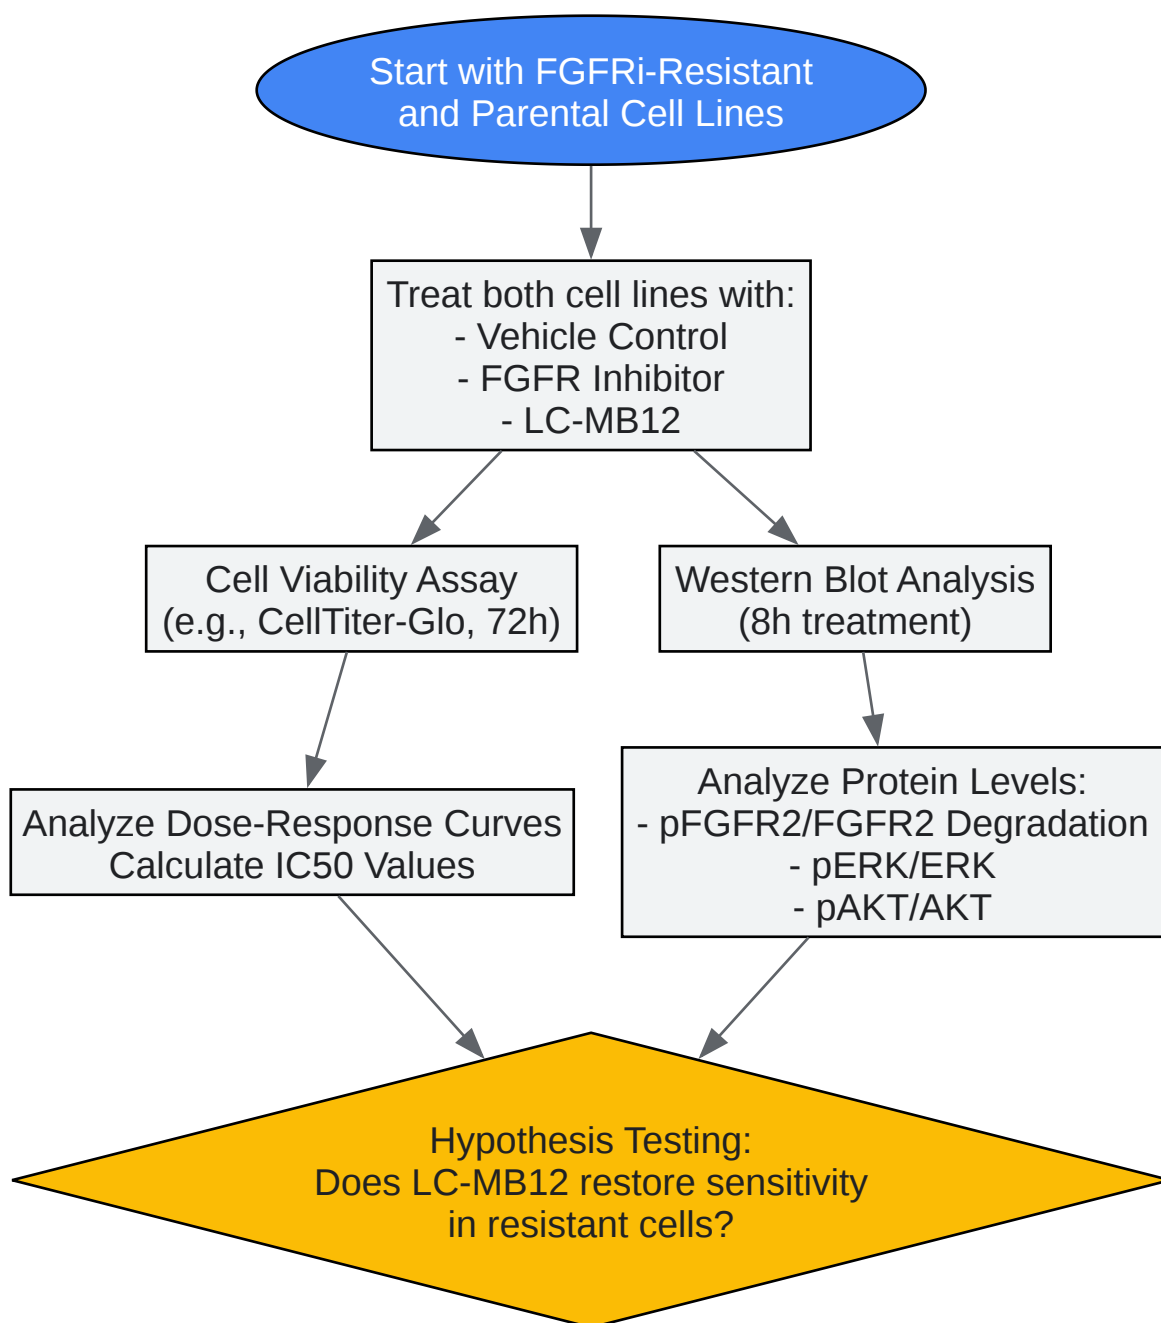 Start with FGFRi-Resistant
and Parental Cell Lines
Treat both cell lines with:
- Vehicle Control
- FGFR Inhibitor
- LC-MB12
Cell Viability Assay
(e.g., CellTiter-Glo, 72h)
Western Blot Analysis
(8h treatment)
Analyze Dose-Response Curves
Calculate IC50 Values
Analyze Protein Levels:
- pFGFR2/FGFR2 Degradation
- pERK/ERK
- pAKT/AKT
Hypothesis Testing:
Does LC-MB12 restore sensitivity
in resistant cells?